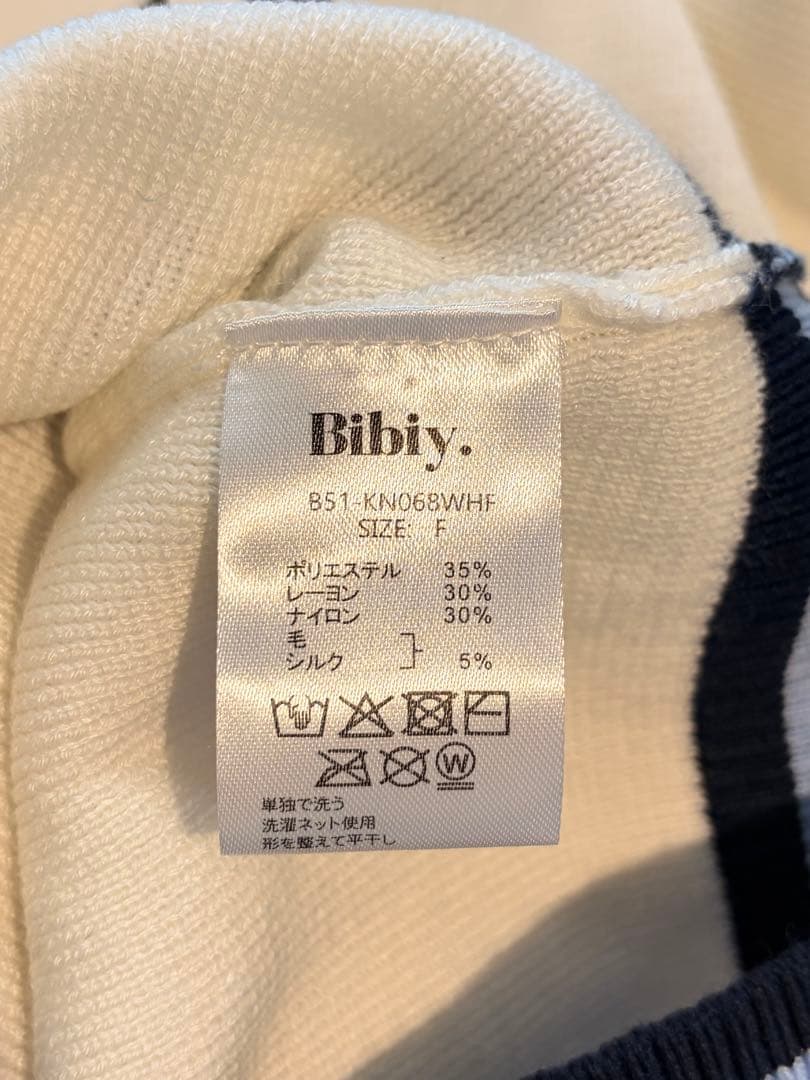 Bibiy.
B51-KN068WHF
SIZE: F
ポリエステル 35%
レーヨン 30%
ナイロン 30%
毛
シルク 5%
W
単独で洗う
洗濯ネット使用
形を整えて平干し